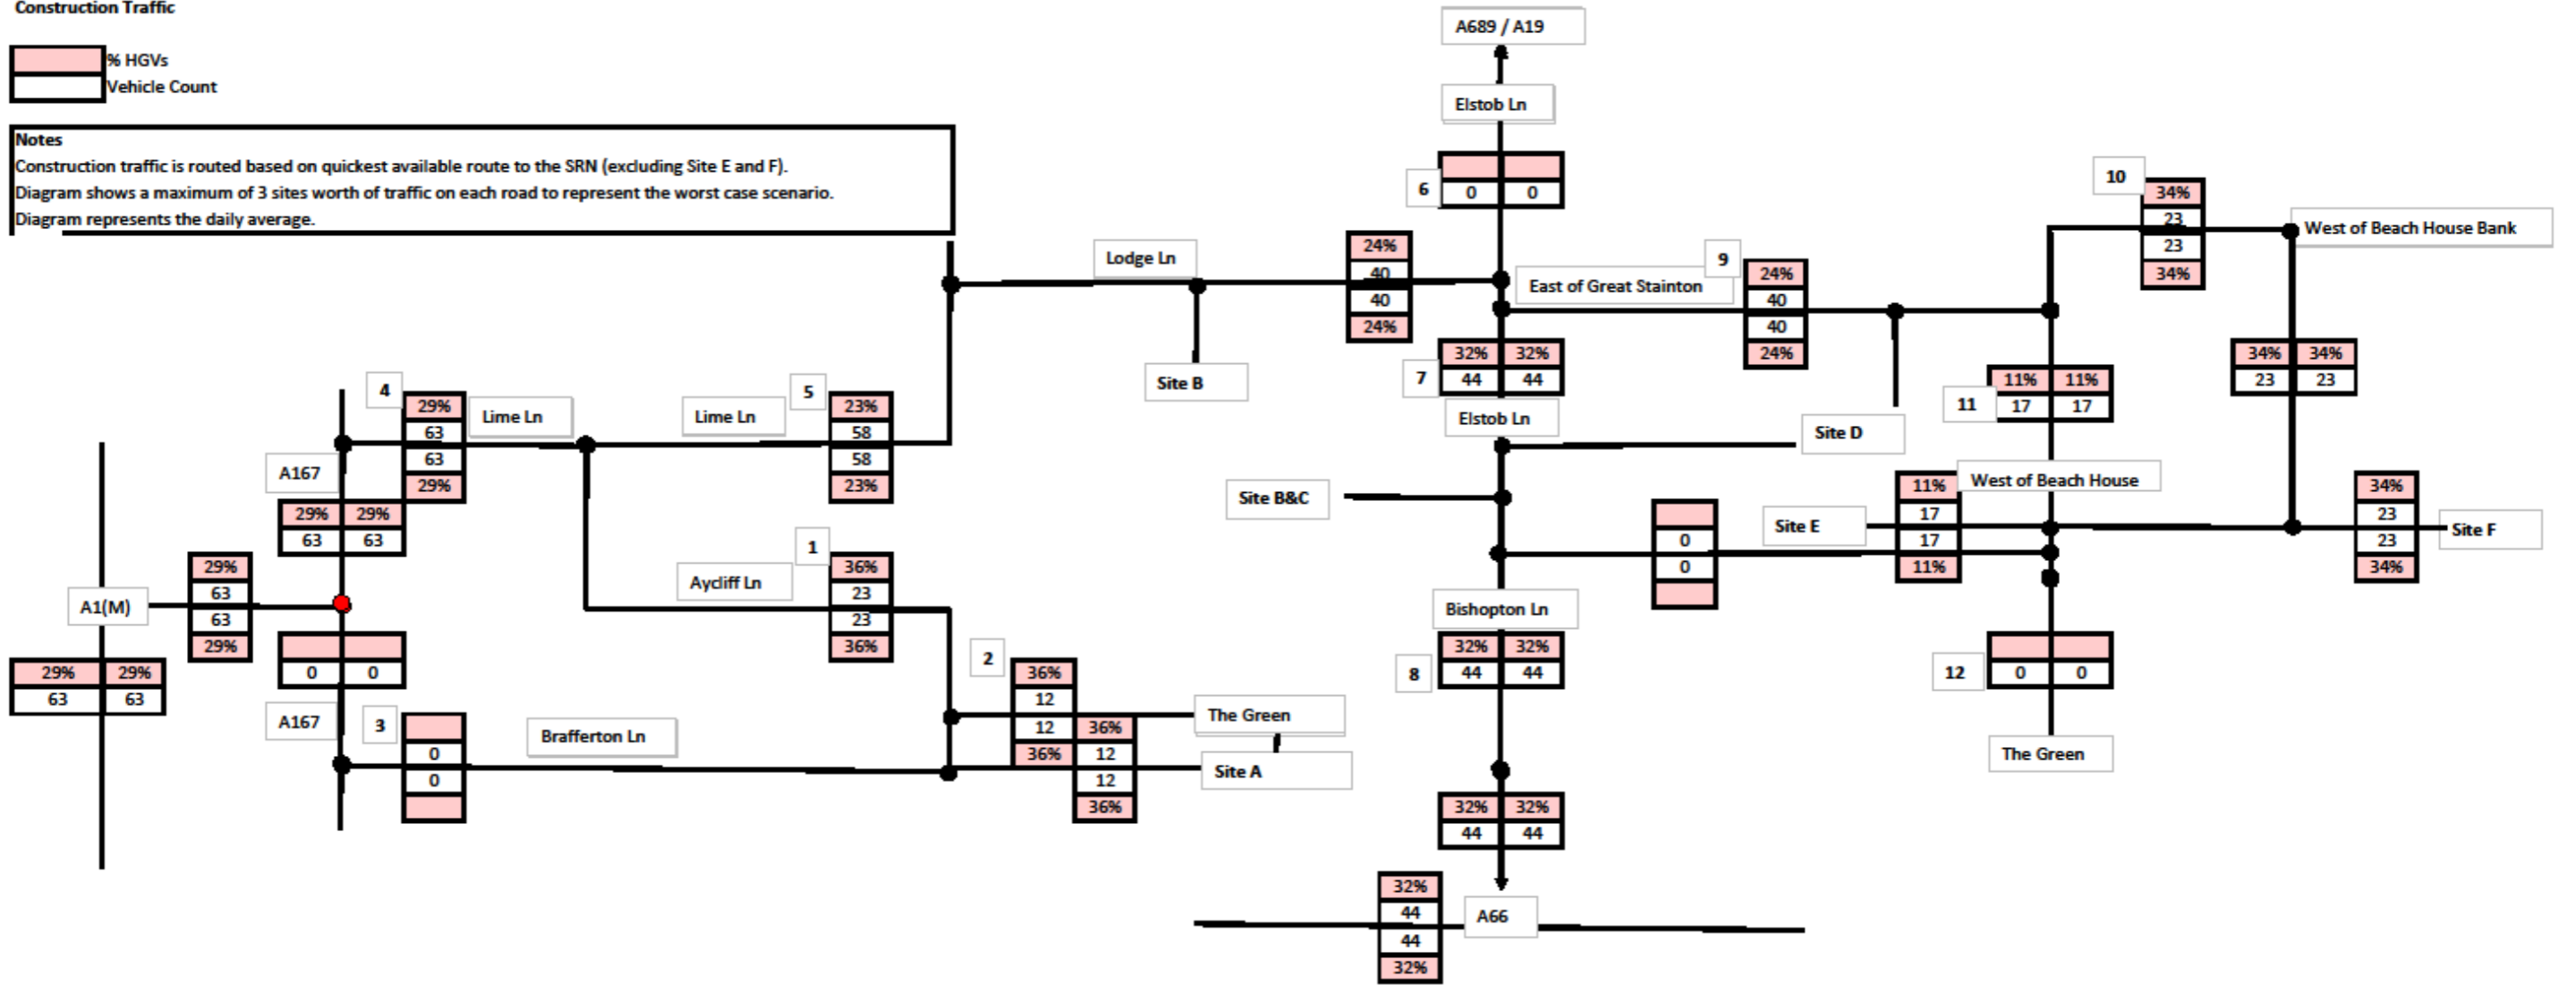 Construction Traffic
% HGVs
Vehicle Count
Notes
Construction traffic is routed based on quickest available route to the SRN (excluding Site E and F).
Diagram shows a maximum of 3 sites worth of traffic on each road to represent the worst case scenario.
Diagram represents the daily average.
A689 / A19
Elstob Ln
6
0 0
10
34%
23
23
34%
West of Beach House Bank
Lodge Ln
24%
40
40
24%
East of Great Stainton
9
24%
40
40
24%
Site B
7
32% 32%
44 44
Elstob Ln
34% 34%
23 23
11
11% 11%
17 17
4
29%
63
63
29%
Lime Ln
Lime Ln
5
23%
58
58
23%
Site D
A167
29% 29%
63 63
Site B&C
West of Beach House
11%
17
17
11%
Site E
0
0
34%
23
23
34%
Site F
A1(M)
29%
63
63
29%
29% 29%
63 63
0 0
A167
Aycliff Ln
1
36%
23
23
36%
Bishopton Ln
8
32% 32%
44 44
2
36%
12
12
36%
36%
12
12
36%
The Green
Site A
3
0
0
Brafferton Ln
12
0 0
The Green
32% 32%
44 44
32%
44
44
32%
A66